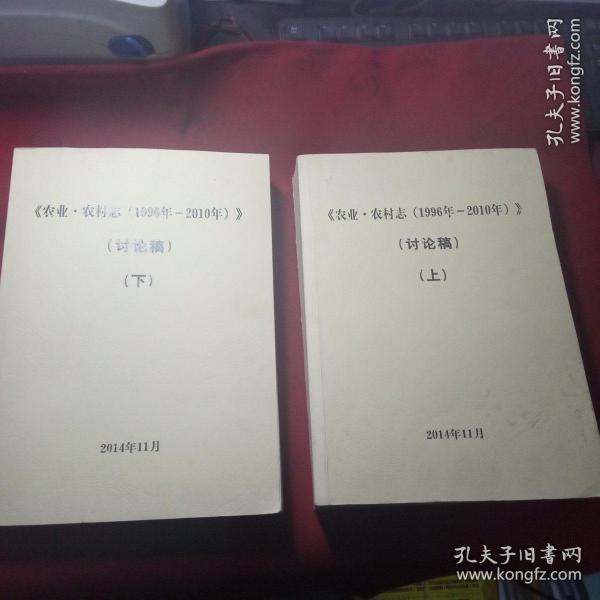 《农业·农村志（1996年－2010年）》
（讨论稿）
（下）
2014年11月
《农业·农村志（1996年－2010年）》
（讨论稿）
（上）
2014年11月
孔夫子旧书网
www.kongfz.com
孔夫子旧书网
www.kongfz.com